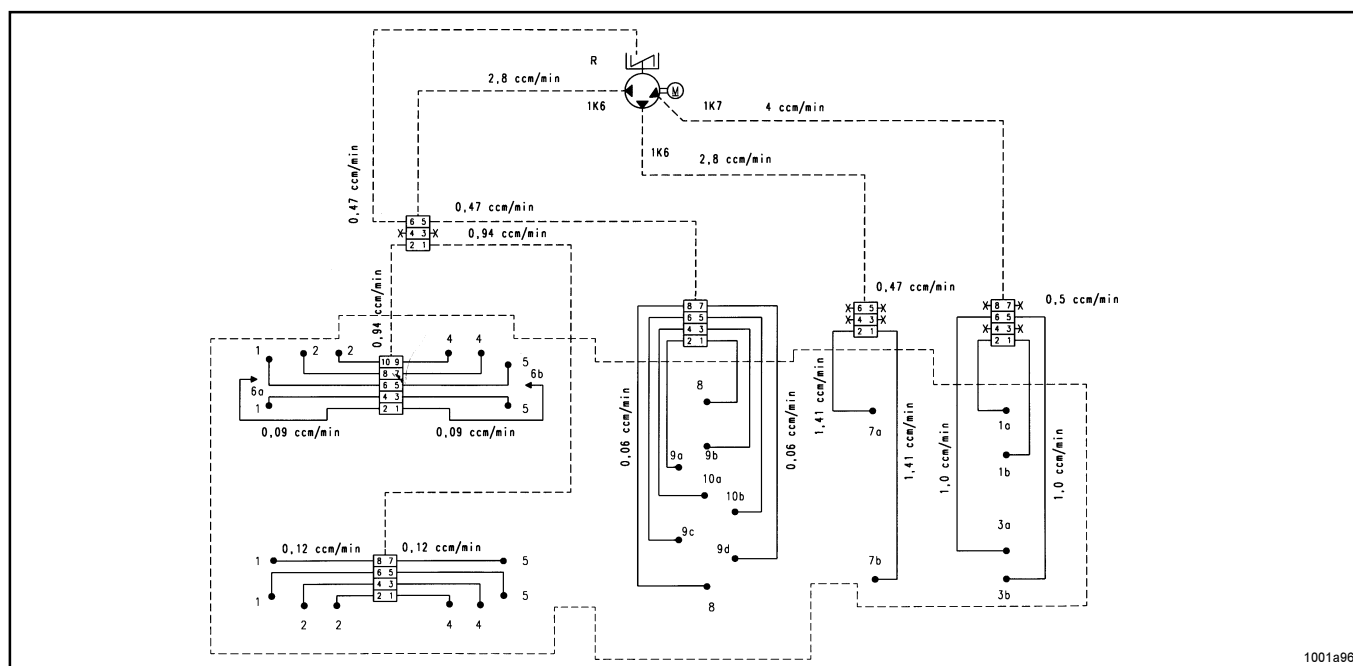 R
M
2,8 ccm/min
1K6
1K7
4 ccm/min
1K6
2,8 ccm/min
0,47 ccm/min
0,47 ccm/min
6 5
X 4 3 X
2 1
0,94 ccm/min
0,94 ccm/min
1
2
2
4
4
5
10 9
8 7
6 5
4 3
2 1
6a
6b
1
5
0,09 ccm/min
0,09 ccm/min
0,12 ccm/min
0,12 ccm/min
1
5
8 7
6 5
4 3
2 1
1
5
2
2
4
4
8 7
6 5
4 3
2 1
0,06 ccm/min
0,06 ccm/min
8
9b
9a
10a
10b
9c
9d
8
0,47 ccm/min
X 6 5 X
X 4 3 X
2 1
1,41 ccm/min
1,41 ccm/min
7a
7b
0,5 ccm/min
X 8 7 X
6 5
X 4 3 X
2 1
1,0 ccm/min
1,0 ccm/min
1a
1b
3a
3b
1001a96